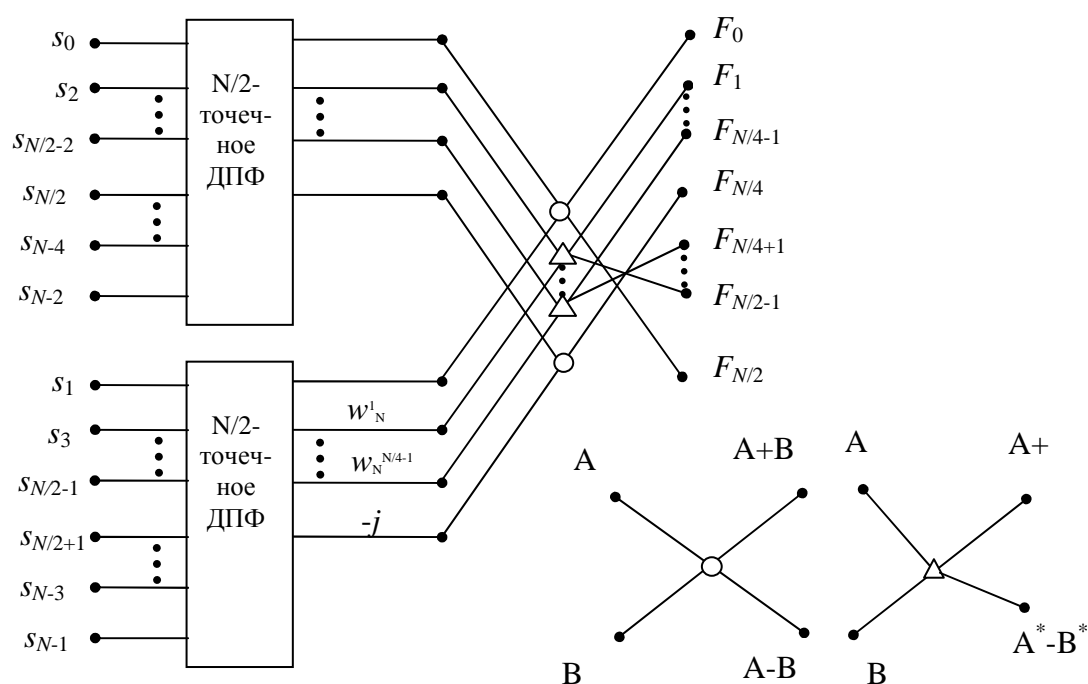 s0
s2
sN/2-2
sN/2
sN-4
sN-2
N/2-
точеч-
ное
ДПФ
F0
F1
FN/4-1
FN/4
FN/4+1
FN/2-1
FN/2
s1
s3
sN/2-1
sN/2+1
sN-3
sN-1
N/2-
точеч-
ное
ДПФ
w1N
wNN/4-1
-j
A
A+B
B
A-B
A
A+
B
A*-B*